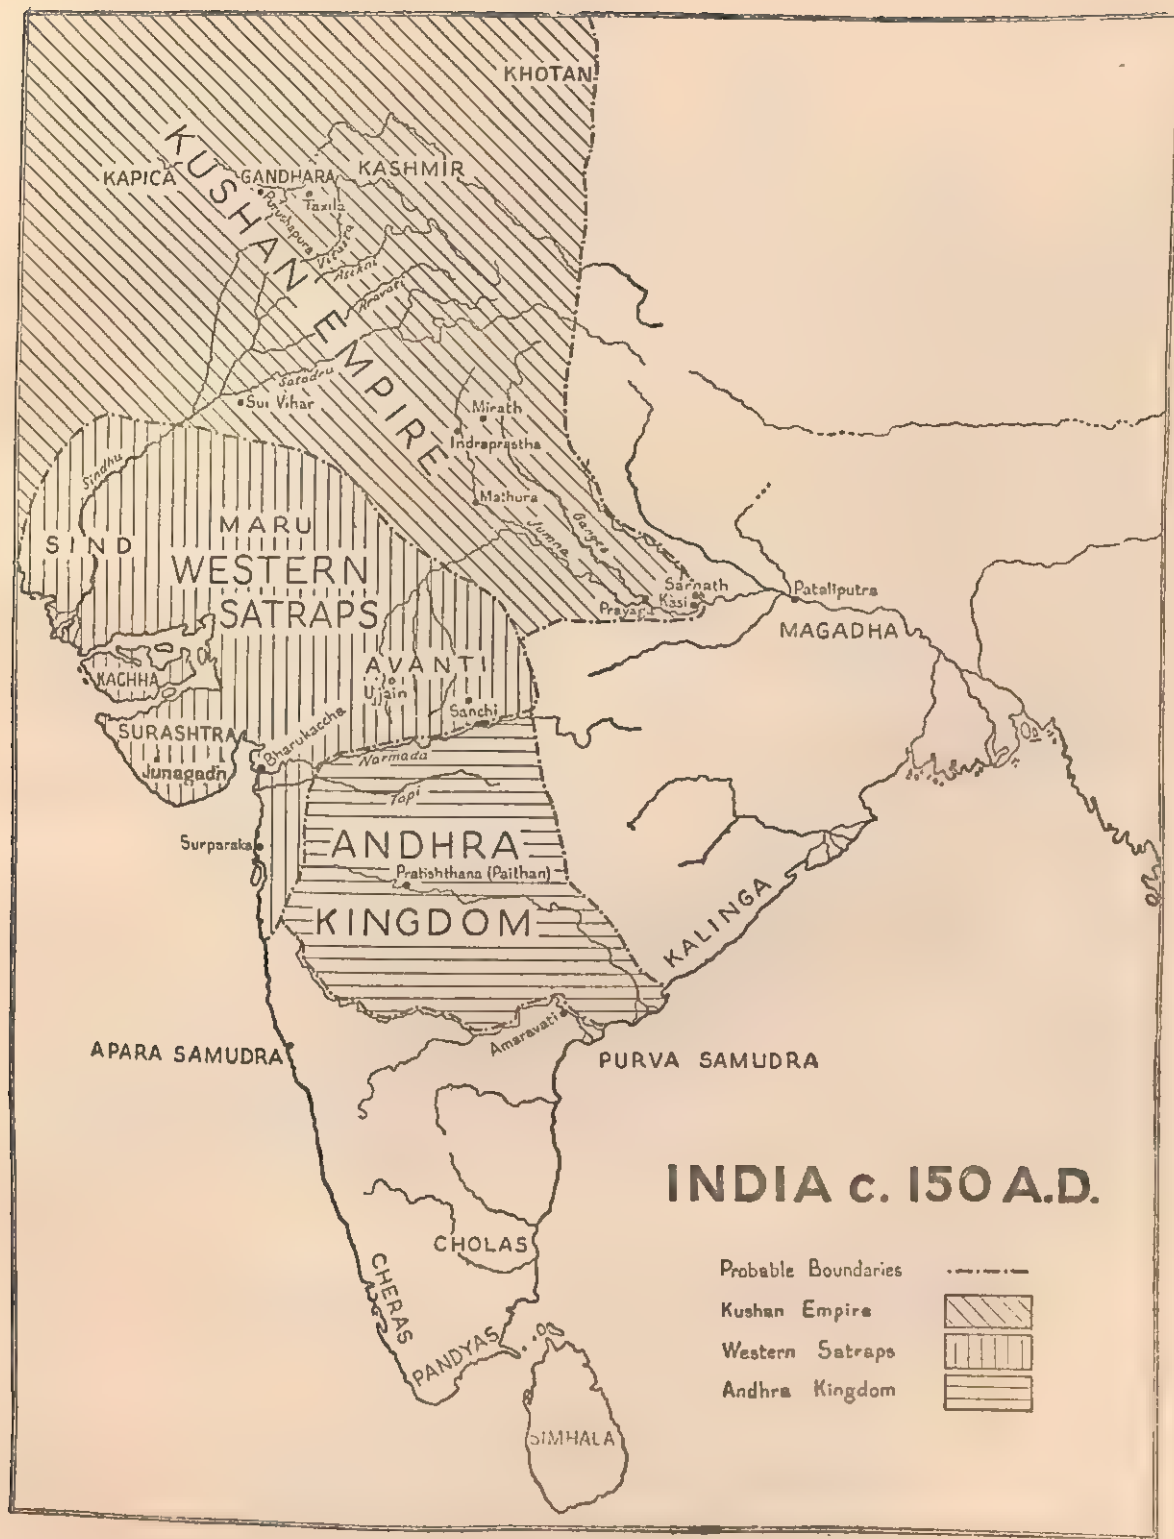 KHOTAN
KAPICA
GANDHARA
KASHMIR
Purushapura
Taxila
Vitasta
Asikni
Airavati
KUSHAN EMPIRE
Satadru
Sui Vihar
Mirath
Indraprastha
Sindhu
Mathura
MARU
SIND
WESTERN
SATRAPS
Jumna
Ganges
Sarnath
Kasi
Prayaga
Pataliputra
MAGADHA
KACHHA
AVANTI
Ujjain
Sanchi
SURASHTRA
Bharukaccha
Junagadh
Narmada
Tapi
Surparaka
ANDHRA
Pratishthana (Paithan)
KINGDOM
KALINGA
Amaravati
APARA SAMUDRA
PURVA SAMUDRA
INDIA c. 150 A.D.
CHOLAS
CHERAS
PANDYAS
SIMHALA
Probable Boundaries
Kushan Empire
Western Satraps
Andhra Kingdom